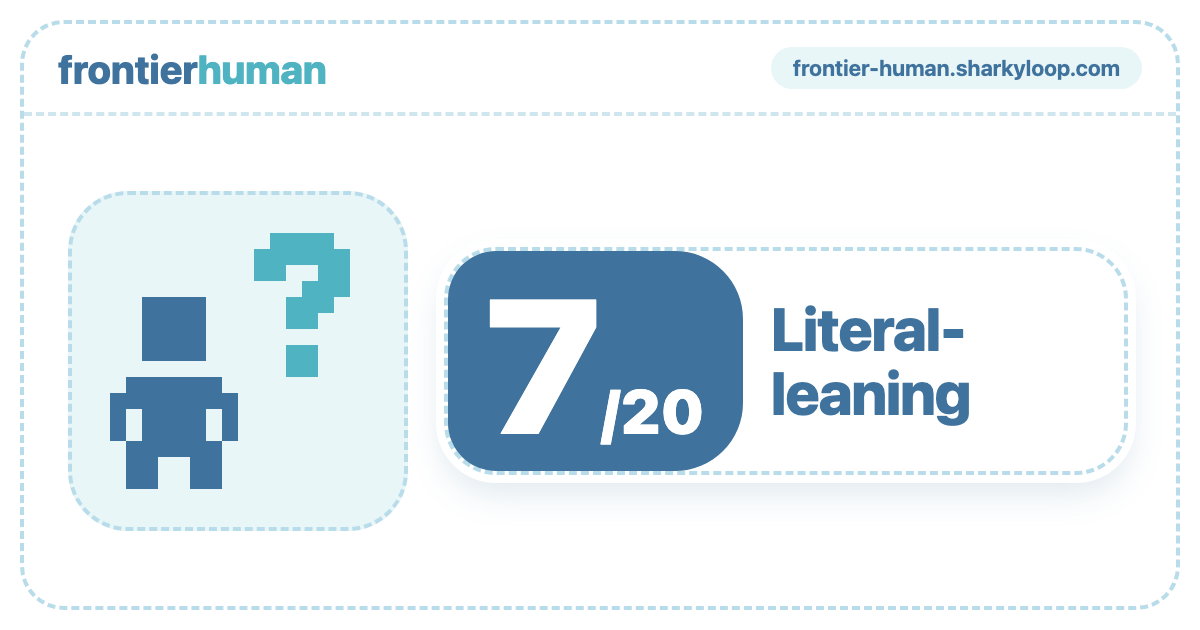 frontierhuman
frontier-human.sharkyloop.com
?
7/20
Literal-
leaning